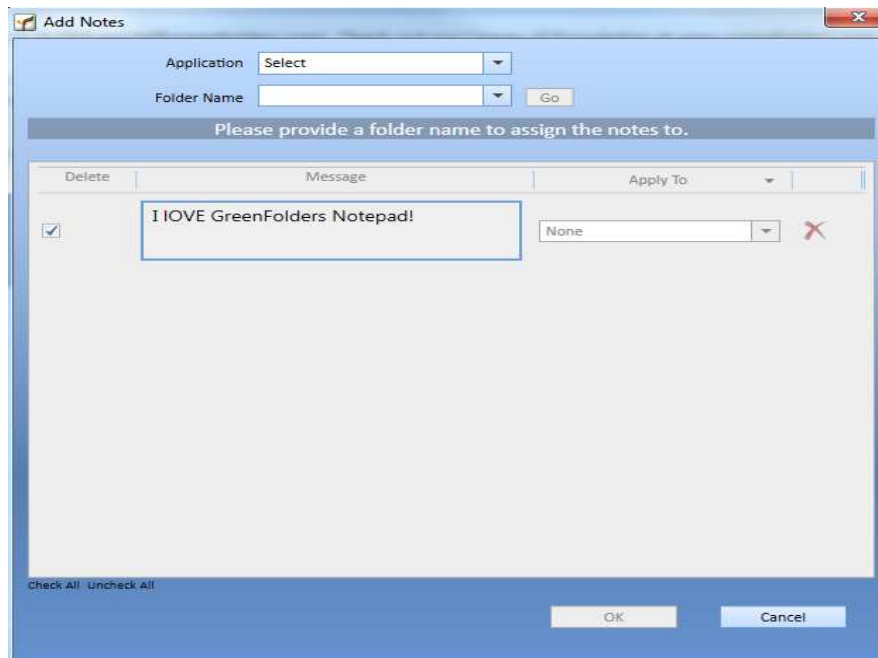 Add Notes
Application Select
Folder Name Go
Please provide a folder name to assign the notes to.
Delete Message Apply To
I lOVE GreenFolders Notepad!
None
Check All Uncheck All
OK Cancel